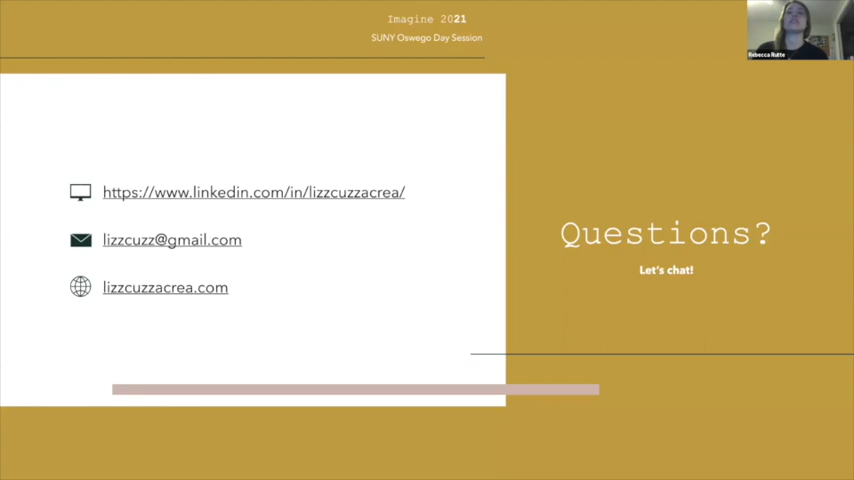 Imagine 2021
SUNY Oswego Day Session
Rebecca Rutte
https://www.linkedin.com/in/lizzcuzzacrea/
lizzcuzz@gmail.com
lizzcuzzacrea.com
Questions?
Let's chat!